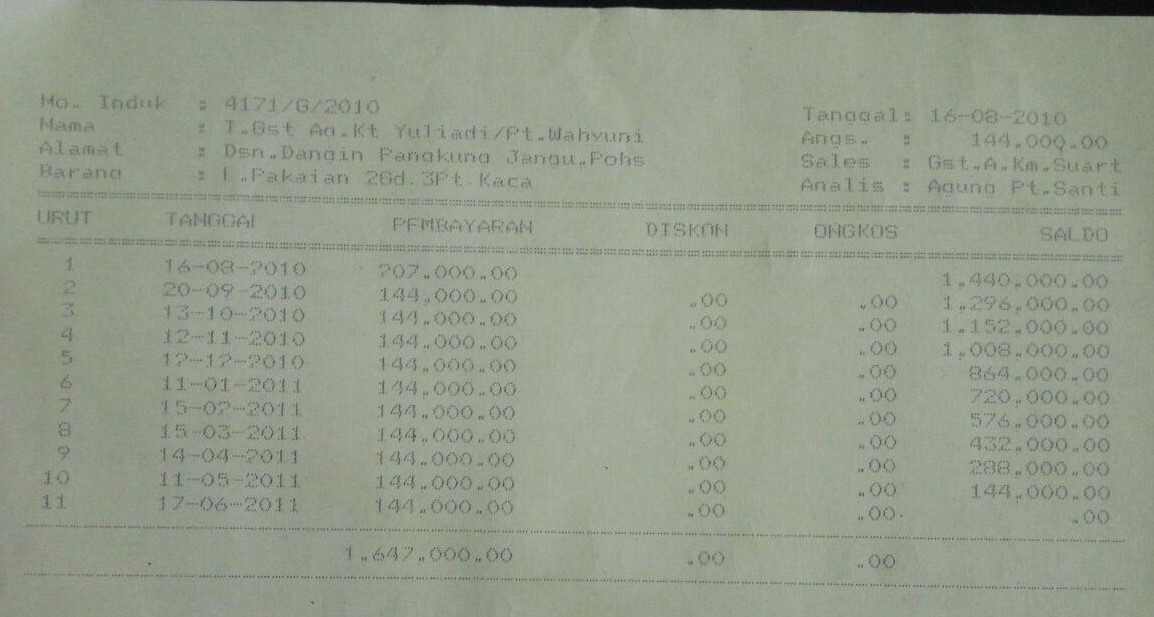 No. Induk : 4171/G/2010 Tanggal: 16-08-2010
Nama : T.Gst Ag.Kt Yuliadi/Pt.Wahyuni Angs. : 144.000.00
Alamat : Dsn.Dangin Pangkung Jangu.Pohs Sales : Gst.A.Km.Suart
Barang : L.Pakaian 2Gd.3Pt Kaca Analis : Agung Pt.Santi
URUT TANGGAL PEMBAYARAN DISKON ONGKOS SALDO
1 16-08-2010 207.000.00 1.440.000.00
2 20-09-2010 144.000.00 .00 .00 1.296.000.00
3 13-10-2010 144.000.00 .00 .00 1.152.000.00
4 12-11-2010 144.000.00 .00 .00 1.008.000.00
5 12-12-2010 144.000.00 .00 .00 864.000.00
6 11-01-2011 144.000.00 .00 .00 720.000.00
7 15-02-2011 144.000.00 .00 .00 576.000.00
8 15-03-2011 144.000.00 .00 .00 432.000.00
9 14-04-2011 144.000.00 .00 .00 288.000.00
10 11-05-2011 144.000.00 .00 .00 144.000.00
11 17-06-2011 144.000.00 .00 .00 .00
1.647.000.00 .00 .00